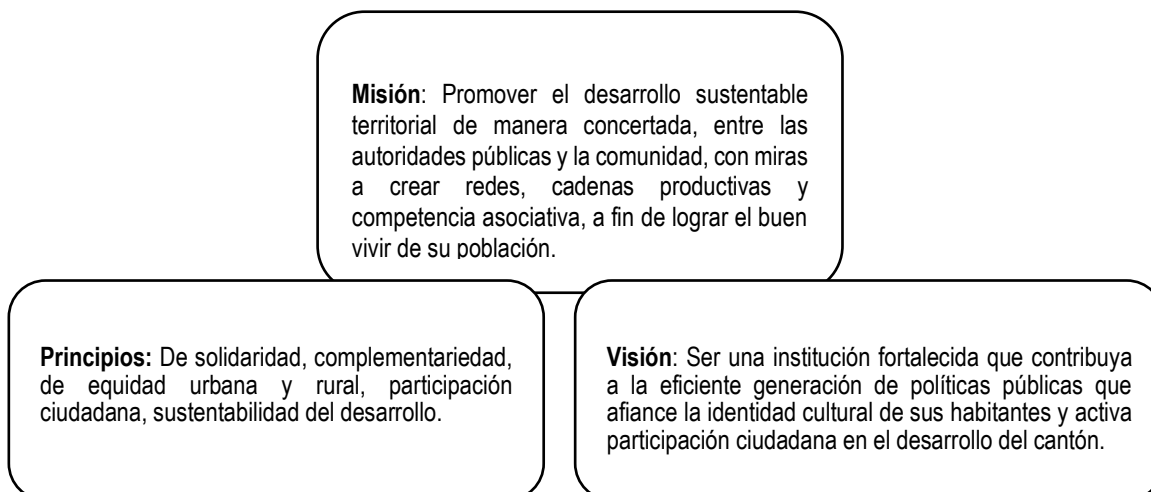 Misión: Promover el desarrollo sustentable
territorial de manera concertada, entre las
autoridades públicas y la comunidad, con miras
a crear redes, cadenas productivas y
competencia asociativa, a fin de lograr el buen
vivir de su población.
Principios: De solidaridad, complementariedad,
de equidad urbana y rural, participación
ciudadana, sustentabilidad del desarrollo.
Visión: Ser una institución fortalecida que contribuya
a la eficiente generación de políticas públicas que
afiance la identidad cultural de sus habitantes y activa
participación ciudadana en el desarrollo del cantón.